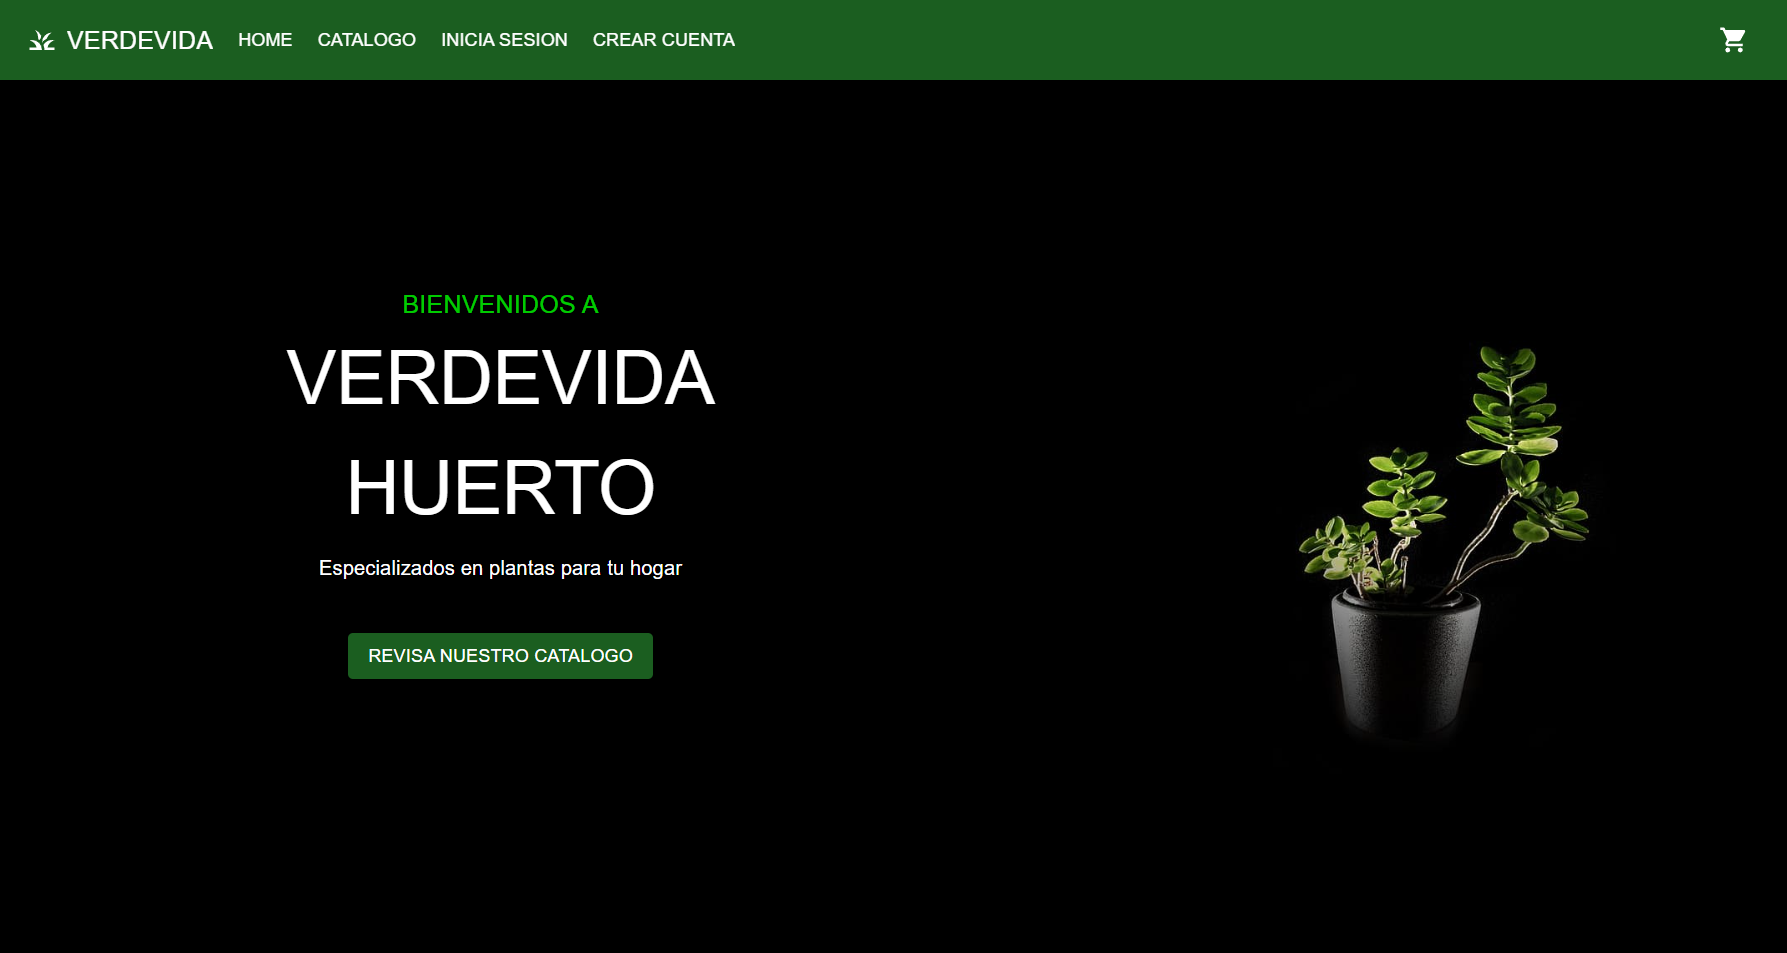 VERDEVIDA HOME CATALOGO INICIA SESION CREAR CUENTA
BIENVENIDOS A
VERDEVIDA
HUERTO
Especializados en plantas para tu hogar
REVISA NUESTRO CATALOGO